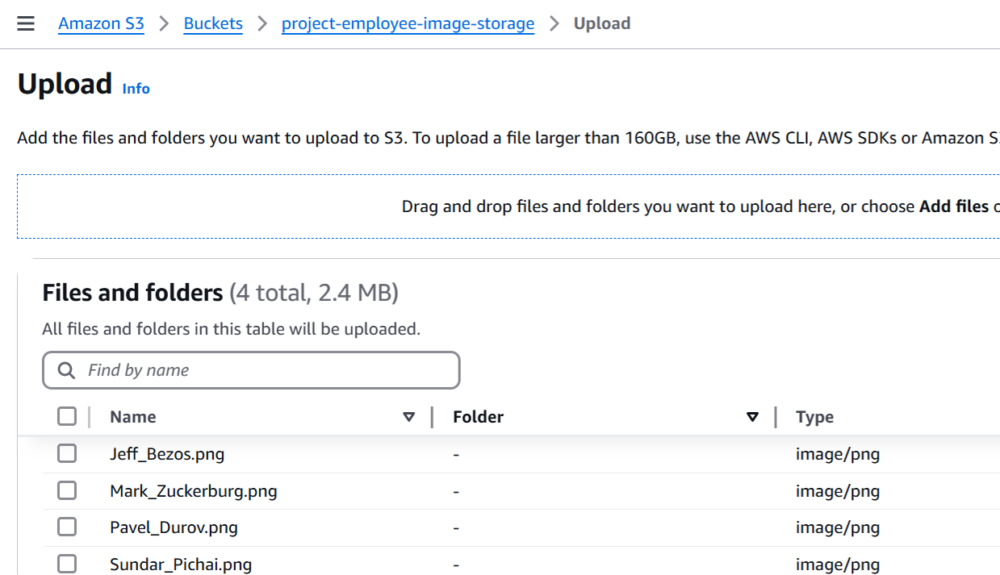 Amazon S3 > Buckets > project-employee-image-storage > Upload
Upload Info
Add the files and folders you want to upload to S3. To upload a file larger than 160GB, use the AWS CLI, AWS SDKs or Amazon S3
Drag and drop files and folders you want to upload here, or choose Add files o
Files and folders (4 total, 2.4 MB)
All files and folders in this table will be uploaded.
Find by name
Name Folder Type
Jeff_Bezos.png - image/png
Mark_Zuckerburg.png - image/png
Pavel_Durov.png - image/png
Sundar_Pichai.png - image/png